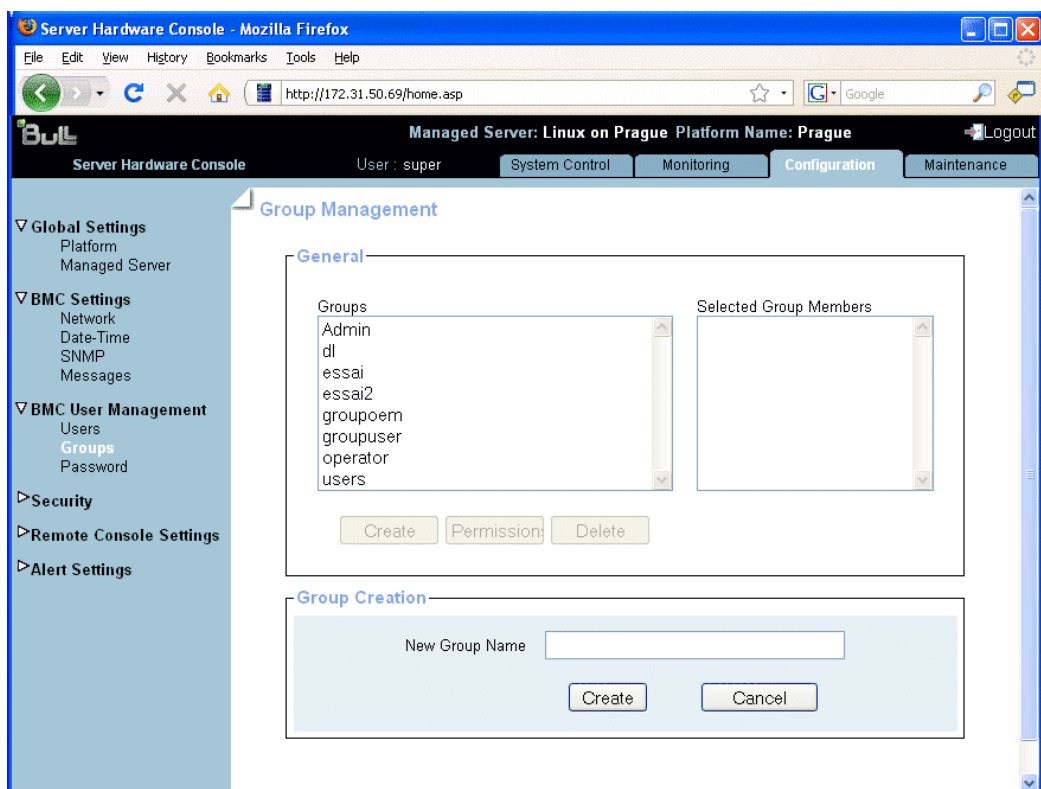 Server Hardware Console - Mozilla Firefox
File Edit View History Bookmarks Tools Help
http://172.31.50.69/home.asp
G Google
Bull
Managed Server: Linux on Prague Platform Name: Prague
Logout
Server Hardware Console
User : super
System Control
Monitoring
Configuration
Maintenance
Global Settings
Platform
Managed Server
BMC Settings
Network
Date-Time
SNMP
Messages
BMC User Management
Users
Groups
Password
Security
Remote Console Settings
Alert Settings
Group Management
General
Groups
Admin
dl
essai
essai2
groupoem
groupuser
operator
users
Selected Group Members
Create
Permission
Delete
Group Creation
New Group Name
Create
Cancel